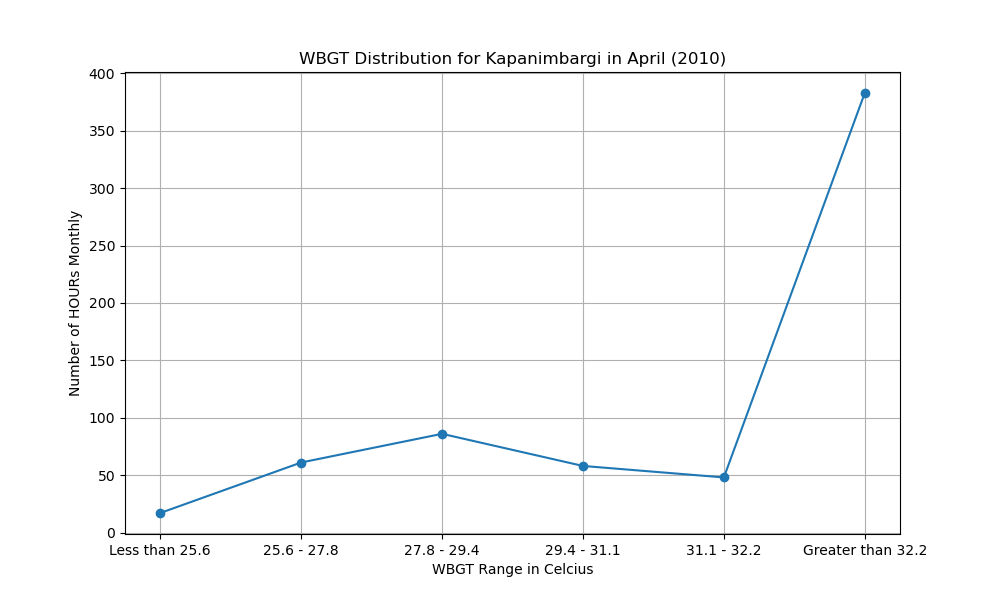 WBGT Distribution for Kapanimbargi in April (2010)
400
350
300
250
200
150
100
50
0
Number of HOURs Monthly
Less than 25.6 25.6 - 27.8 27.8 - 29.4 29.4 - 31.1 31.1 - 32.2 Greater than 32.2
WBGT Range in Celcius